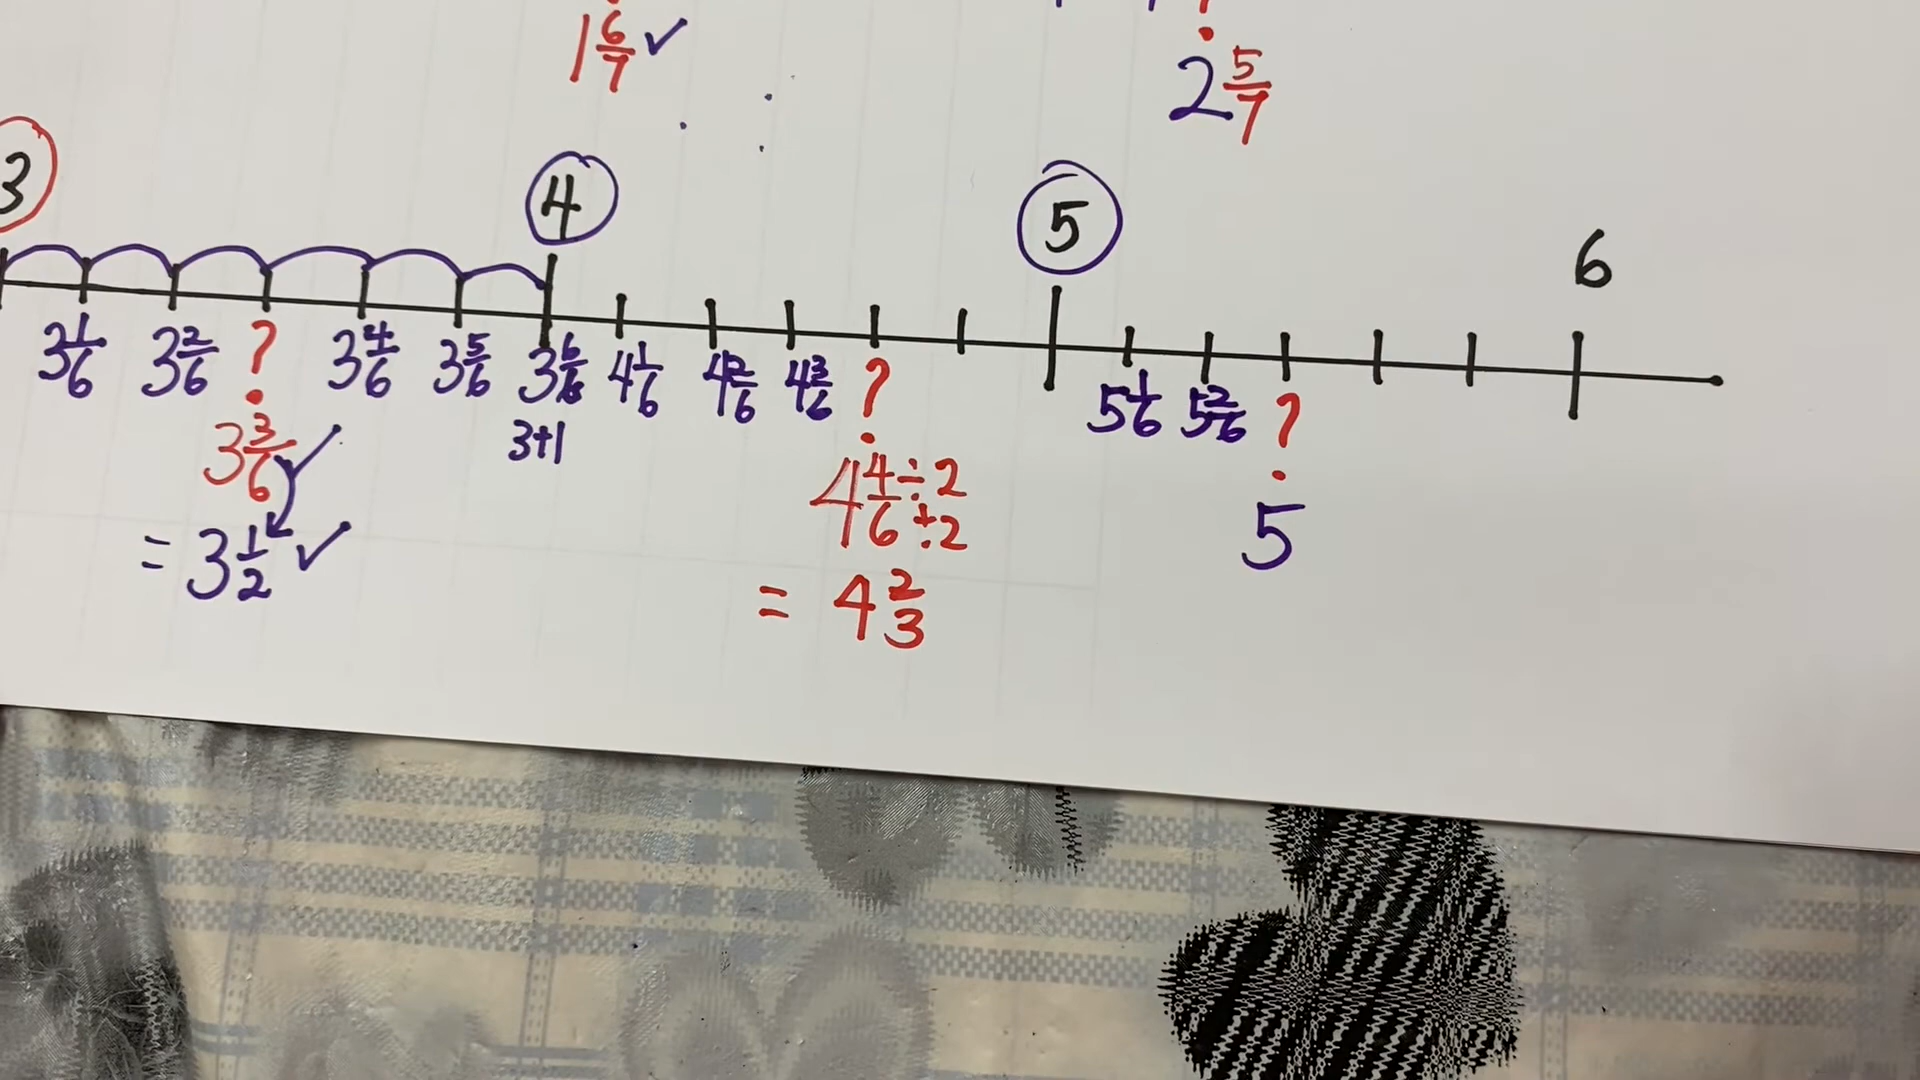 1 6/7 ✓
2 5/7
3 4 5 6
3 1/6 3 2/6 ? 3 4/6 3 5/6 3 6/6 4 1/6 4 2/6 4 3/6 ? 5 1/6 5 2/6 ?
3+1
3 3/6 ✓
4 4/6 ÷2 ÷2
5
= 3 1/2 ✓
= 4 2/3